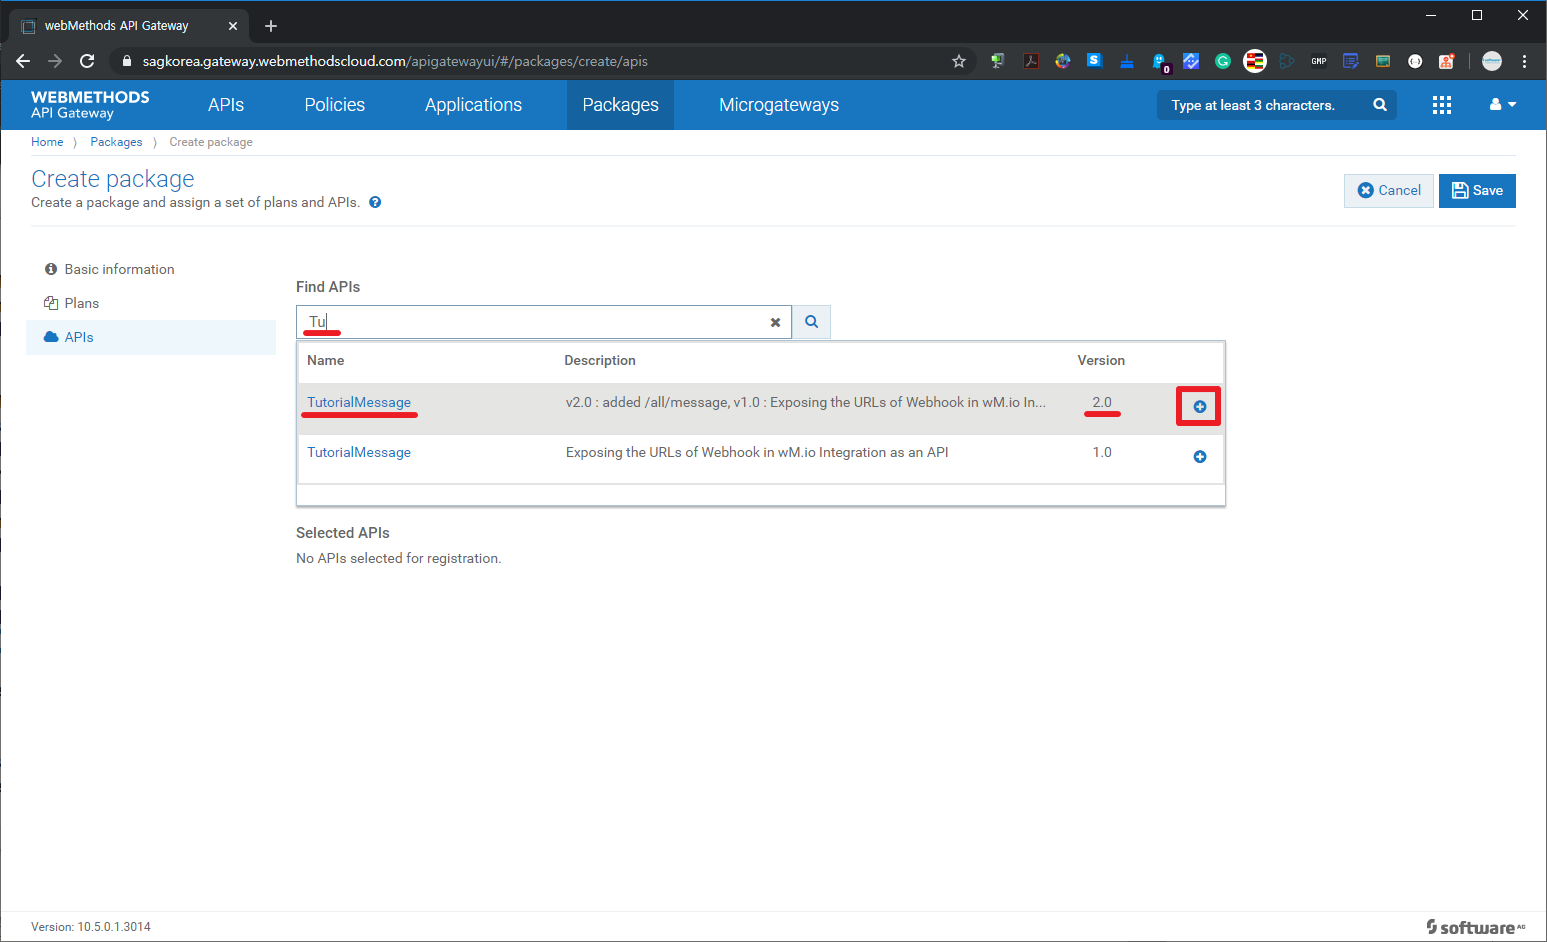 webMethods API Gateway
sagkorea.gateway.webmethodscloud.com/apigatewayui/#/packages/create/apis
S
0
G
GMP
WEBMETHODS
API Gateway
APIs
Policies
Applications
Packages
Microgateways
Type at least 3 characters.
Home 〉 Packages 〉 Create package
Create package
Create a package and assign a set of plans and APIs. ?
Cancel
Save
Basic information
Plans
APIs
Find APIs
Tu
Name Description Version
TutorialMessage v2.0 : added /all/message, v1.0 : Exposing the URLs of Webhook in wM.io In... 2.0
TutorialMessage Exposing the URLs of Webhook in wM.io Integration as an API 1.0
Selected APIs
No APIs selected for registration.
Version: 10.5.0.1.3014
software AG